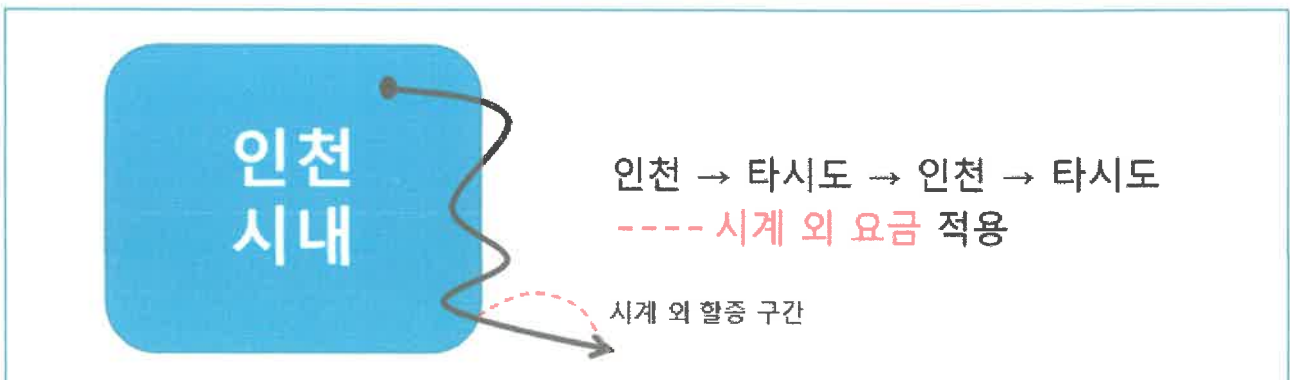 인천
시내
인천 → 타시도 → 인천 → 타시도
---- 시계 외 요금 적용
시계 외 할증 구간